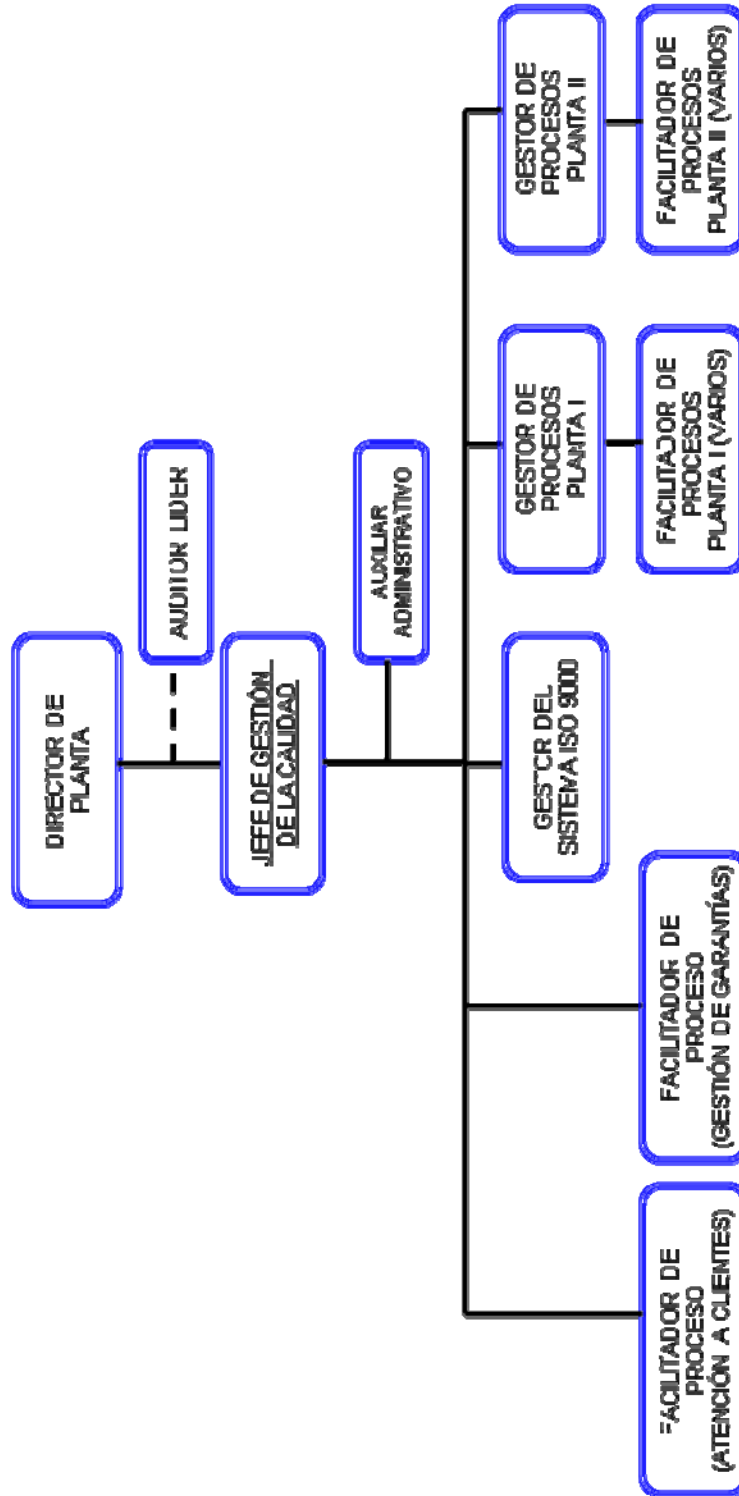 DIRECTOR DE
PLANTA
AUDITOR LIDER
JEFE DE GESTIÓN
DE LA CALIDAD
AUXILIAR
ADMINISTRATIVO
FACILITADOR DE
PROCESO
(ATENCIÓN A CLIENTES)
FACILITADOR DE
PROCESO
(GESTIÓN DE GARANTÍAS)
GESTOR DEL
SISTEMA ISO 9000
GESTOR DE
PROCESOS
PLANTA I
FACILITADOR DE
PROCESOS
PLANTA I (VARIOS)
GESTOR DE
PROCESOS
PLANTA II
FACILITADOR DE
PROCESOS
PLANTA II (VARIOS)